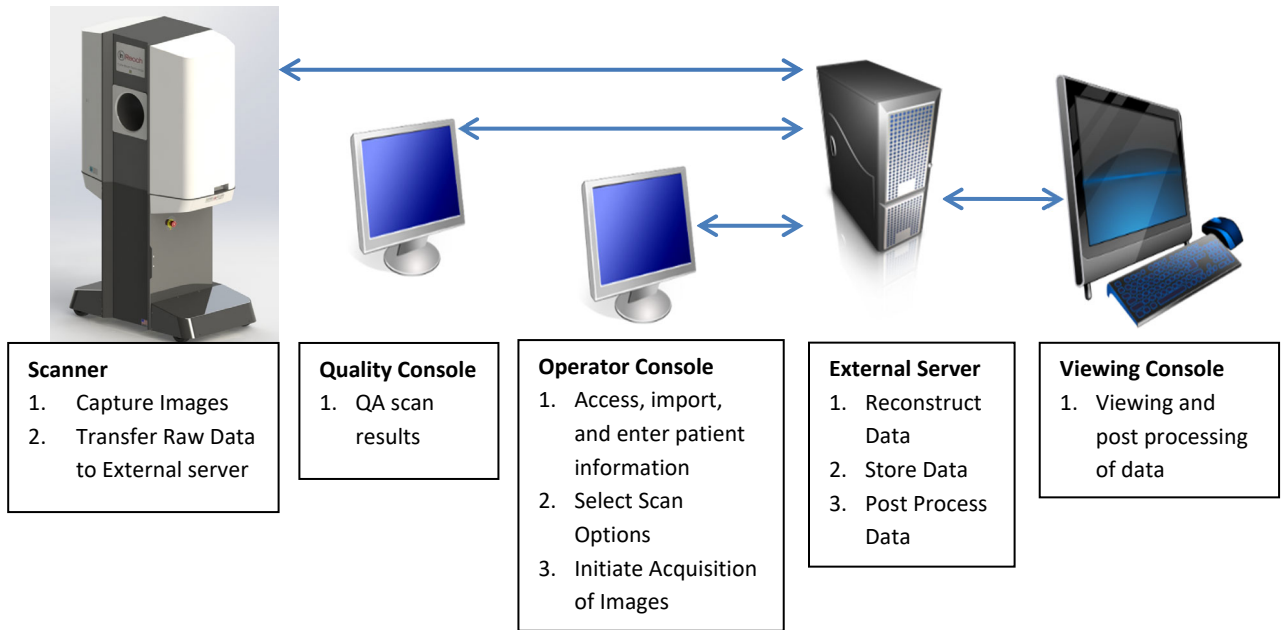 Scanner
1. Capture Images
2. Transfer Raw Data
to External server
Quality Console
1. QA scan
results
Operator Console
1. Access, import,
and enter patient
information
2. Select Scan
Options
3. Initiate Acquisition
of Images
External Server
1. Reconstruct
Data
2. Store Data
3. Post Process
Data
Viewing Console
1. Viewing and
post processing
of data